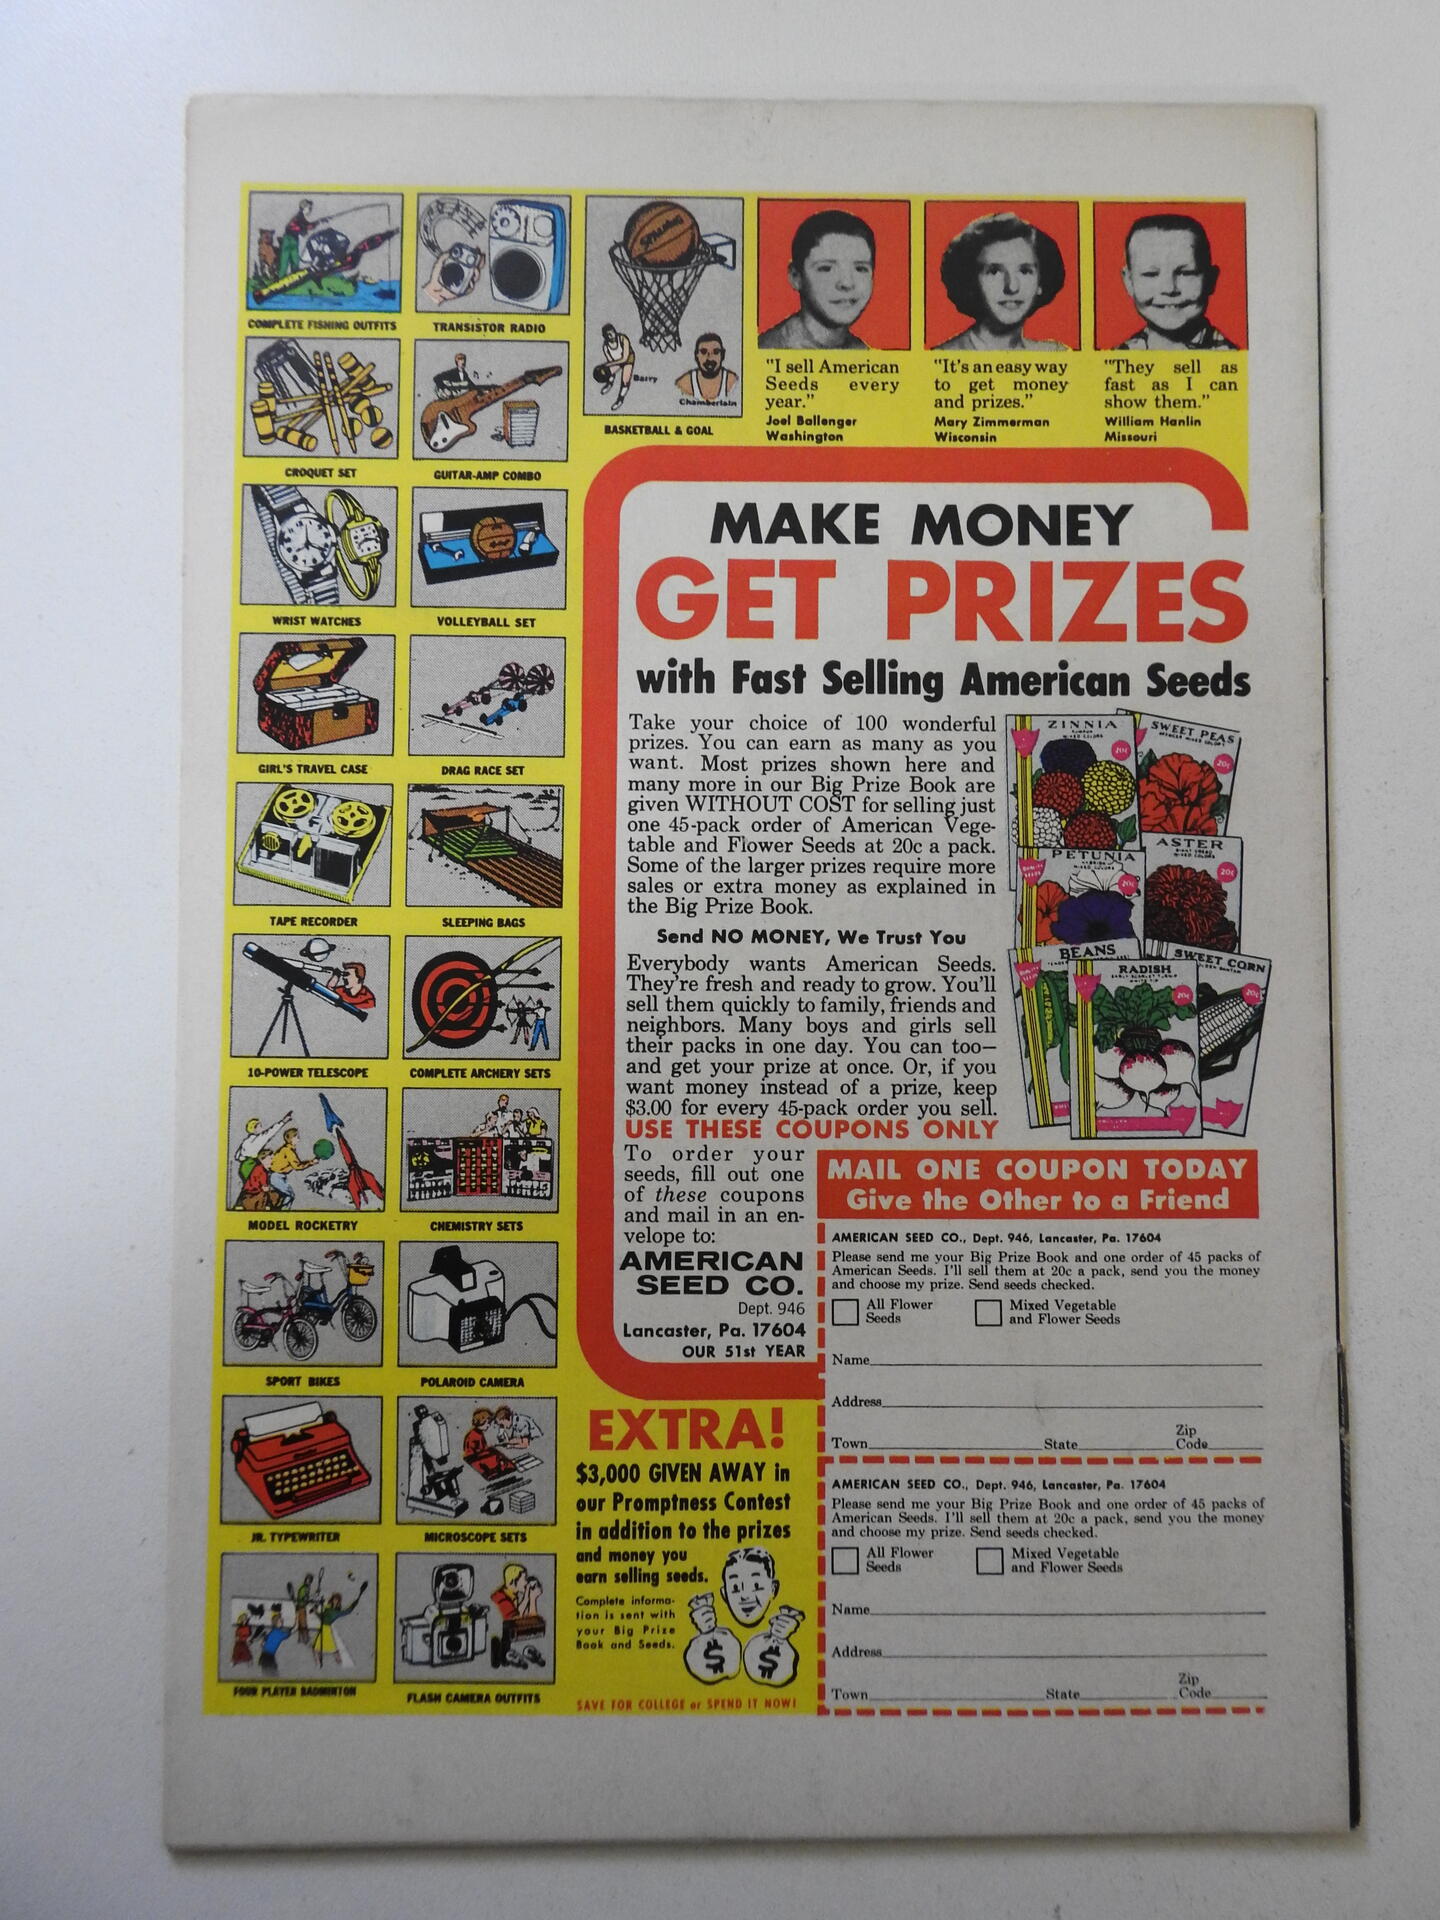 COMPLETE FISHING OUTFITS
TRANSISTOR RADIO
Spalding
Barry
Chamberlain
BASKETBALL & GOAL
CROQUET SET
GUITAR-AMP COMBO
WRIST WATCHES
VOLLEYBALL SET
GIRL'S TRAVEL CASE
DRAG RACE SET
TAPE RECORDER
SLEEPING BAGS
10-POWER TELESCOPE
COMPLETE ARCHERY SETS
MODEL ROCKETRY
CHEMISTRY SETS
SPORT BIKES
POLAROID CAMERA
JR. TYPEWRITER
MICROSCOPE SETS
FOUR PLAYER BADMINTON
FLASH CAMERA OUTFITS
"I sell American
Seeds every
year."
Joel Ballenger
Washington
"It's an easy way
to get money
and prizes."
Mary Zimmerman
Wisconsin
"They sell as
fast as I can
show them."
William Hanlin
Missouri
MAKE MONEY
GET PRIZES
with Fast Selling American Seeds
Take your choice of 100 wonderful
prizes. You can earn as many as you
want. Most prizes shown here and
many more in our Big Prize Book are
given WITHOUT COST for selling just
one 45-pack order of American Vege-
table and Flower Seeds at 20c a pack.
Some of the larger prizes require more
sales or extra money as explained in
the Big Prize Book.
Send NO MONEY, We Trust You
Everybody wants American Seeds.
They're fresh and ready to grow. You'll
sell them quickly to family, friends and
neighbors. Many boys and girls sell
their packs in one day. You can too—
and get your prize at once. Or, if you
want money instead of a prize, keep
$3.00 for every 45-pack order you sell.
USE THESE COUPONS ONLY
To order your
seeds, fill out one
of these coupons
and mail in an en-
velope to:
AMERICAN
SEED CO.
Dept. 946
Lancaster, Pa. 17604
OUR 51st YEAR
ZINNIA
MIXED COLORS
20¢
SWEET PEAS
MIXED COLORS
20¢
PETUNIA
MIXED COLORS
20¢
ASTER
MIXED COLORS
20¢
BEANS
RADISH
20¢
SWEET CORN
20¢
MAIL ONE COUPON TODAY
Give the Other to a Friend
AMERICAN SEED CO., Dept. 946, Lancaster, Pa. 17604
Please send me your Big Prize Book and one order of 45 packs of
American Seeds. I'll sell them at 20c a pack, send you the money
and choose my prize. Send seeds checked.
All Flower
Seeds
Mixed Vegetable
and Flower Seeds
Name
Address
Town State Zip
Code
AMERICAN SEED CO., Dept. 946, Lancaster, Pa. 17604
Please send me your Big Prize Book and one order of 45 packs of
American Seeds. I'll sell them at 20c a pack, send you the money
and choose my prize. Send seeds checked.
All Flower
Seeds
Mixed Vegetable
and Flower Seeds
Name
Address
Town State Zip
Code
EXTRA!
$3,000 GIVEN AWAY in
our Promptness Contest
in addition to the prizes
and money you
earn selling seeds.
Complete informa-
tion is sent with
your Big Prize
Book and Seeds.
$ $
SAVE FOR COLLEGE or SPEND IT NOW!